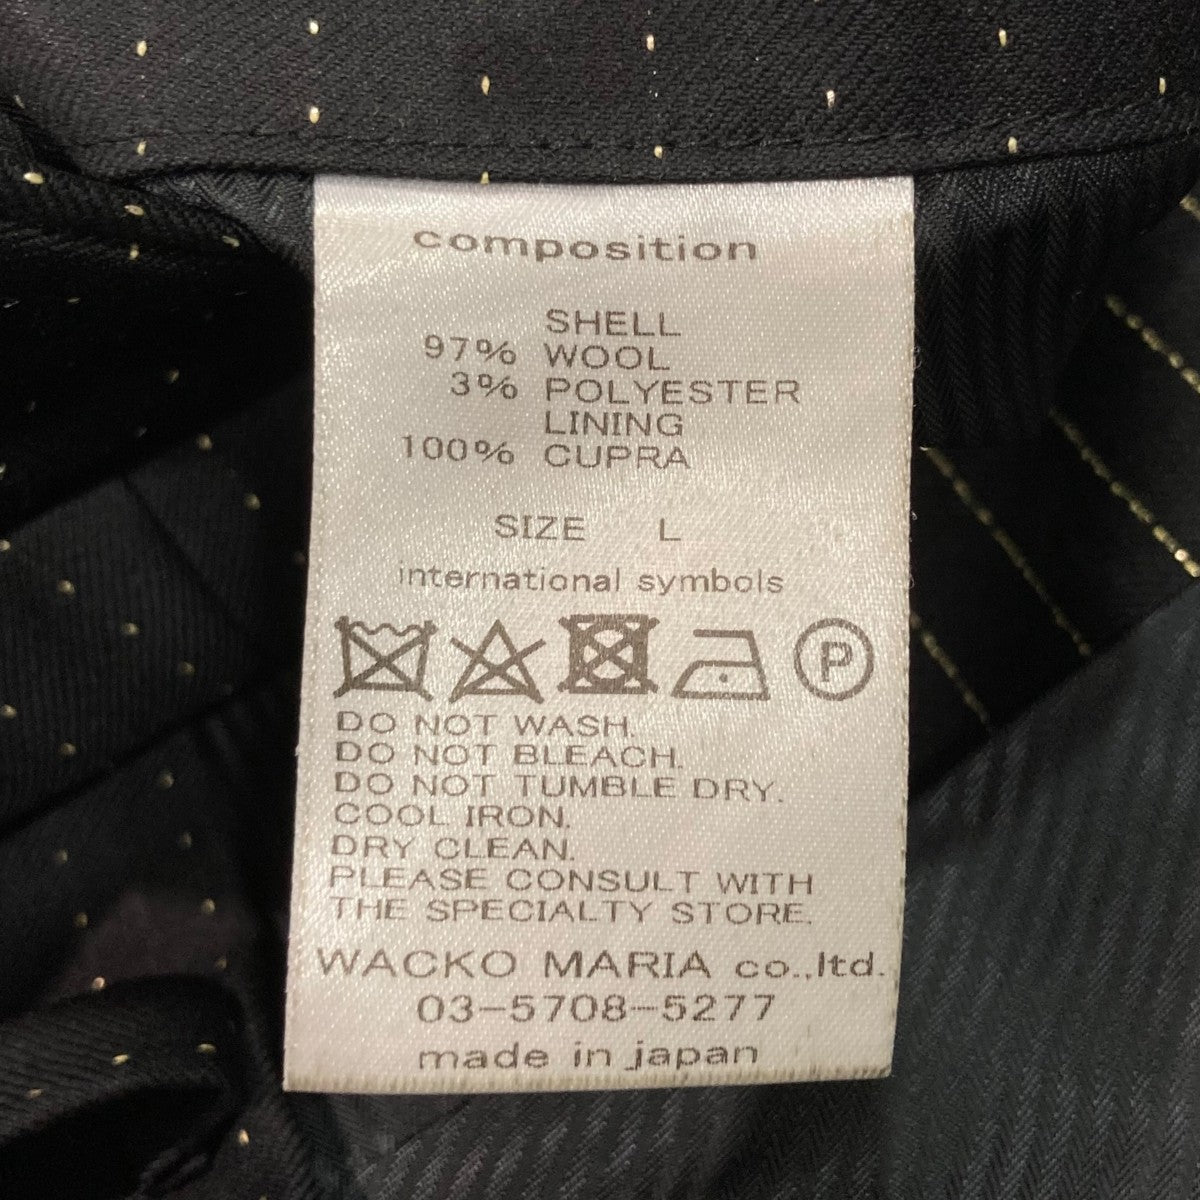 composition
SHELL
97% WOOL
3% POLYESTER
LINING
100% CUPRA
SIZE L
international symbols
P
DO NOT WASH.
DO NOT BLEACH.
DO NOT TUMBLE DRY.
COOL IRON.
DRY CLEAN.
PLEASE CONSULT WITH
THE SPECIALTY STORE.
WACKO MARIA co.,ltd.
03-5708-5277
made in japan